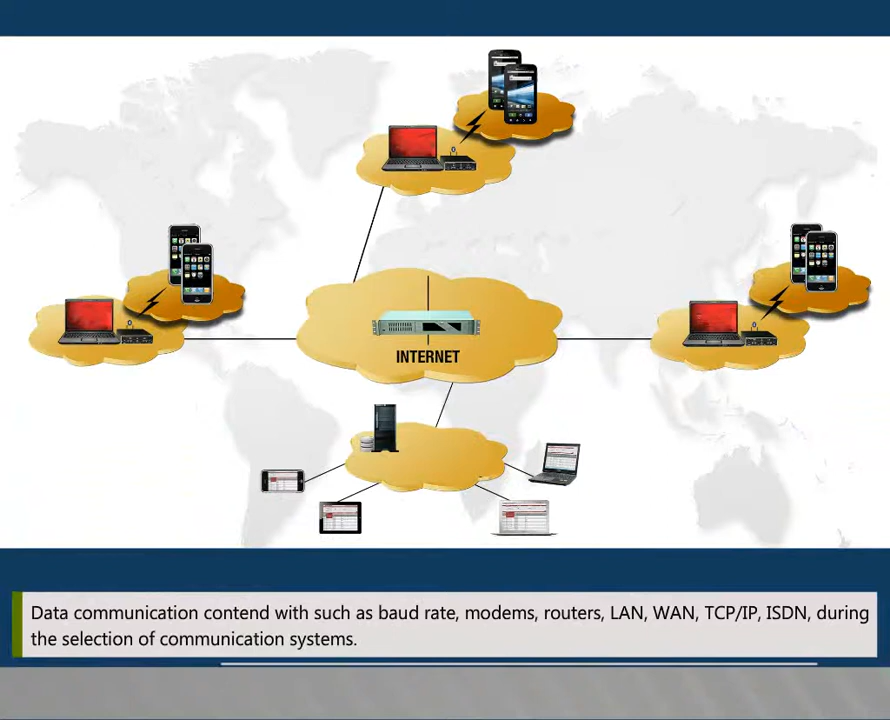 INTERNET
Data communication contend with such as baud rate, modems, routers, LAN, WAN, TCP/IP, ISDN, during
the selection of communication systems.